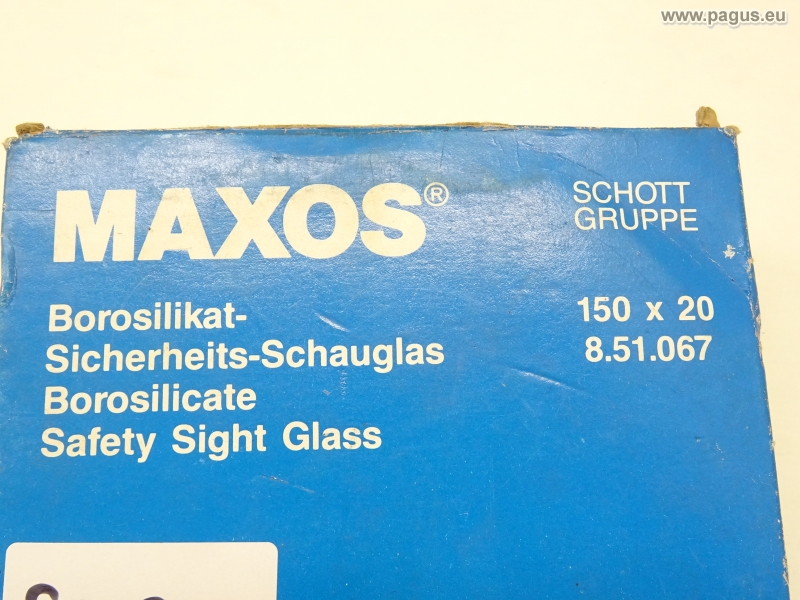 www.pagus.eu
MAXOS®
SCHOTT
GRUPPE
Borosilikat-
Sicherheits-Schauglas
Borosilicate
Safety Sight Glass
150 x 20
8.51.067